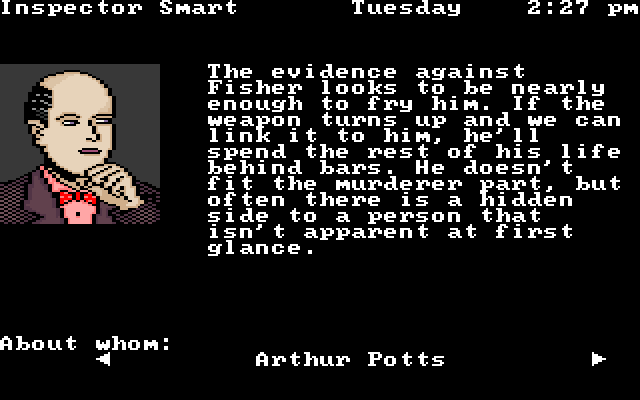 Inspector Smart Tuesday 2:27 pm
The evidence against
Fisher looks to be nearly
enough to fry him. If the
weapon turns up and we can
link it to him, he'll
spend the rest of his life
behind bars. He doesn't
fit the murderer part, but
often there is a hidden
side to a person that
isn't apparent at first
glance.
About whom:
Arthur Potts